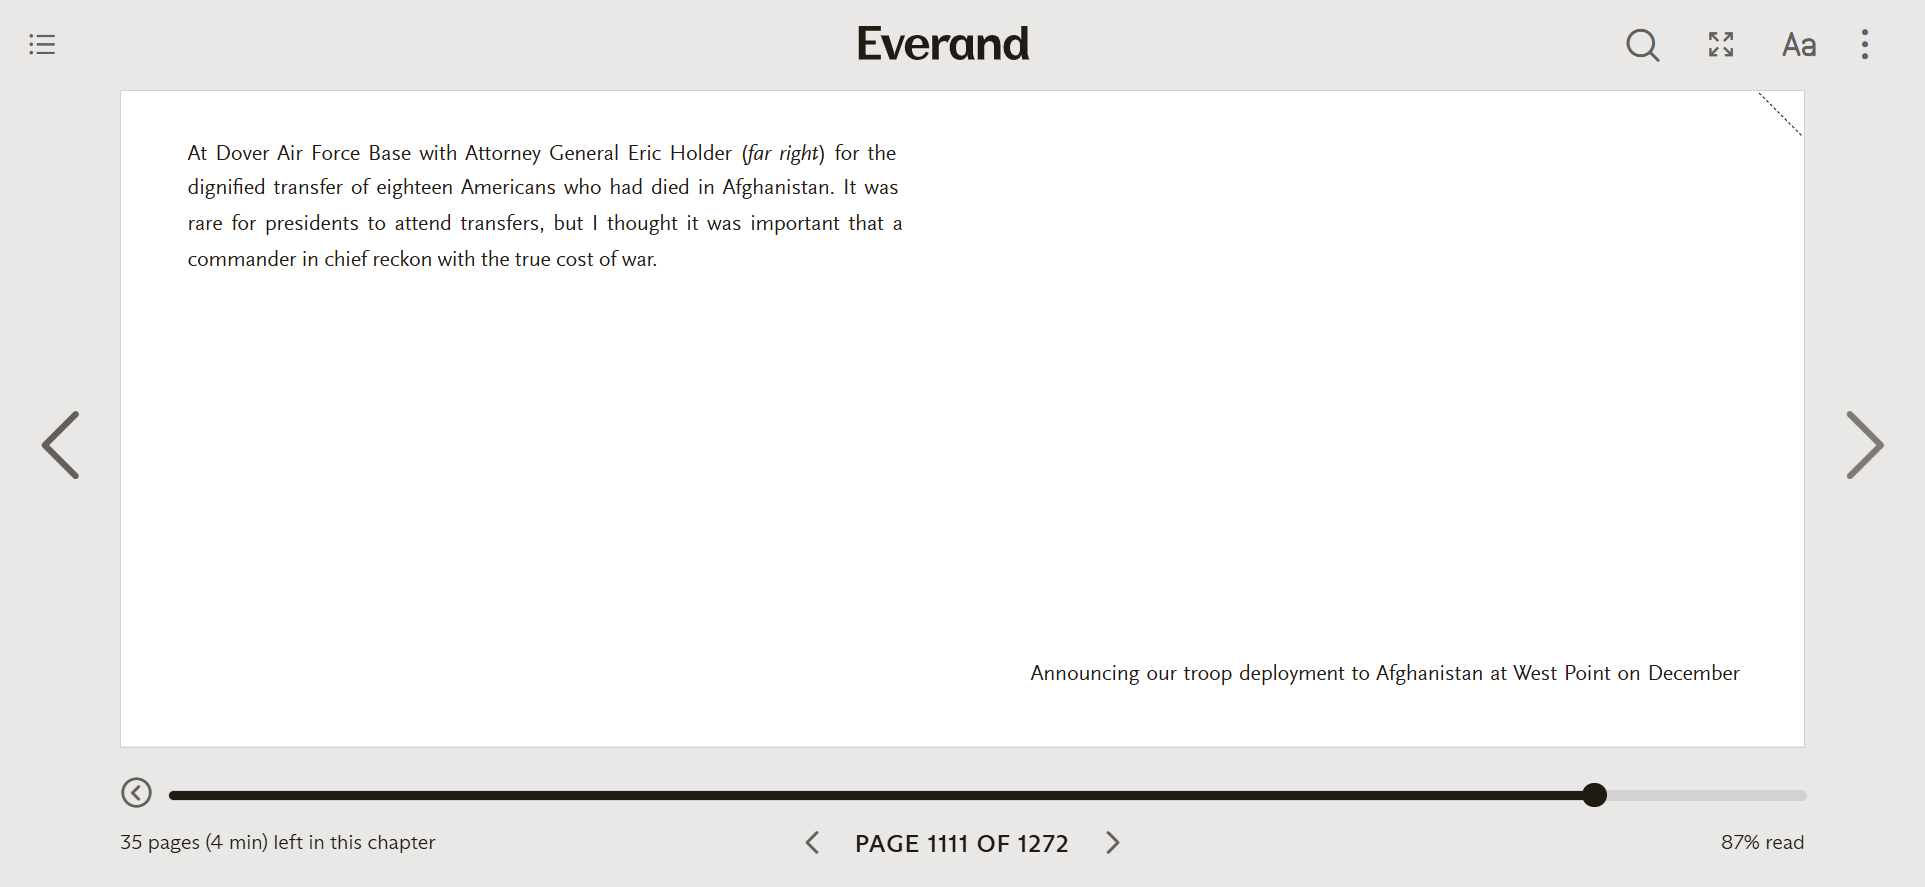 Everand
Aa
At Dover Air Force Base with Attorney General Eric Holder (far right) for the
dignified transfer of eighteen Americans who had died in Afghanistan. It was
rare for presidents to attend transfers, but I thought it was important that a
commander in chief reckon with the true cost of war.
Announcing our troop deployment to Afghanistan at West Point on December
35 pages (4 min) left in this chapter
PAGE 1111 OF 1272
87% read